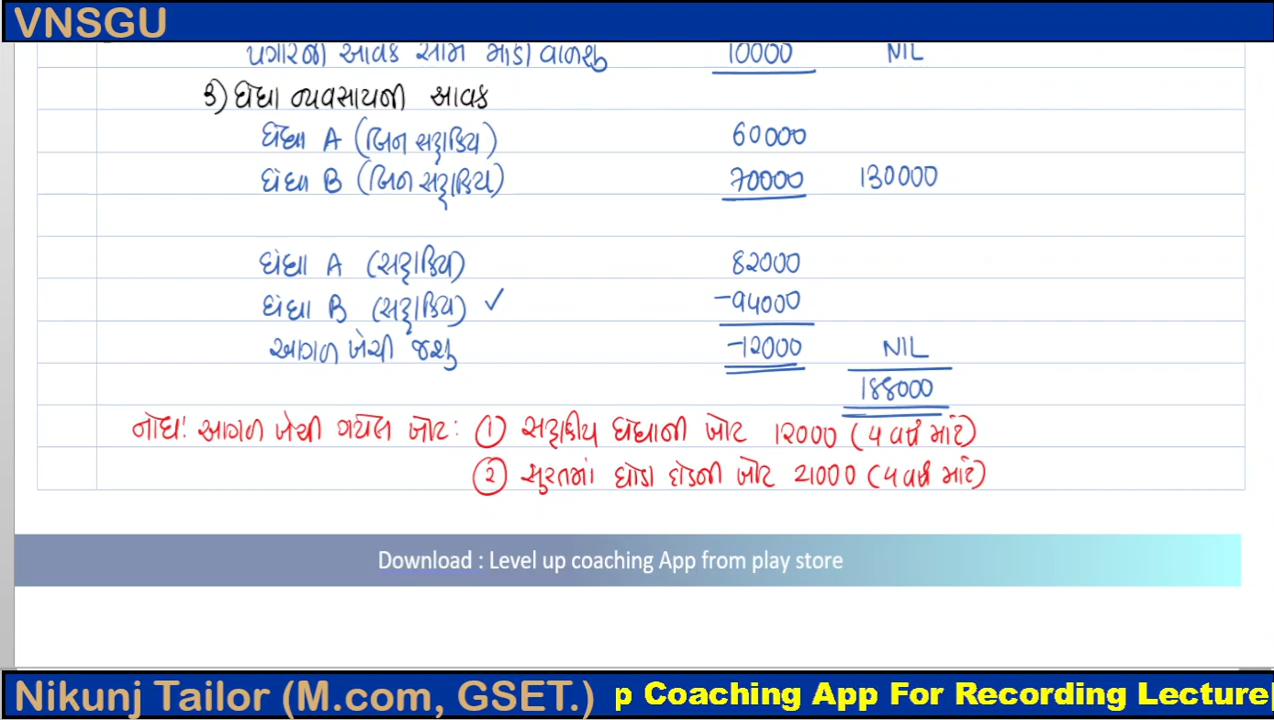 VNSGU
પગારની આવક સામે માંડી વાળશું 10000 NIL
૩) ધંધા વ્યવસાયની આવક
ધંધા A (બિન સટ્ટાકિય) 60000
ધંધા B (બિન સટ્ટાકિય) 70000 130000
ધંધા A (સટ્ટાકિય) 82000
ધંધા B (સટ્ટાકિય) ✓ -94000
આગળ ખેંચી જશુ -12000 NIL
188000
નોંધ: આગળ ખેંચી ગયેલ ખોટ: ① સટ્ટાકીય ધંધાની ખોટ 12000 (4 વર્ષ માટે)
② સુરતમાં ઘોડા દોડની ખોટ 21000 (4 વર્ષ માટે)
Download : Level up coaching App from play store
Nikunj Tailor (M.com, GSET.) p Coaching App For Recording Lecture